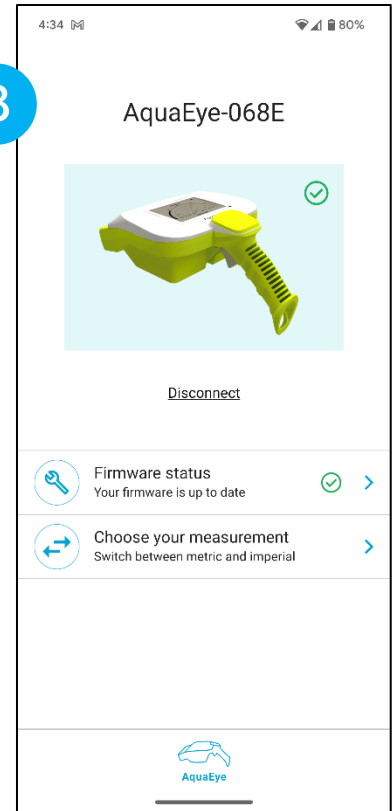 4:34 80%
3
AquaEye-068E
Disconnect
Firmware status
Your firmware is up to date
Choose your measurement
Switch between metric and imperial
AquaEye